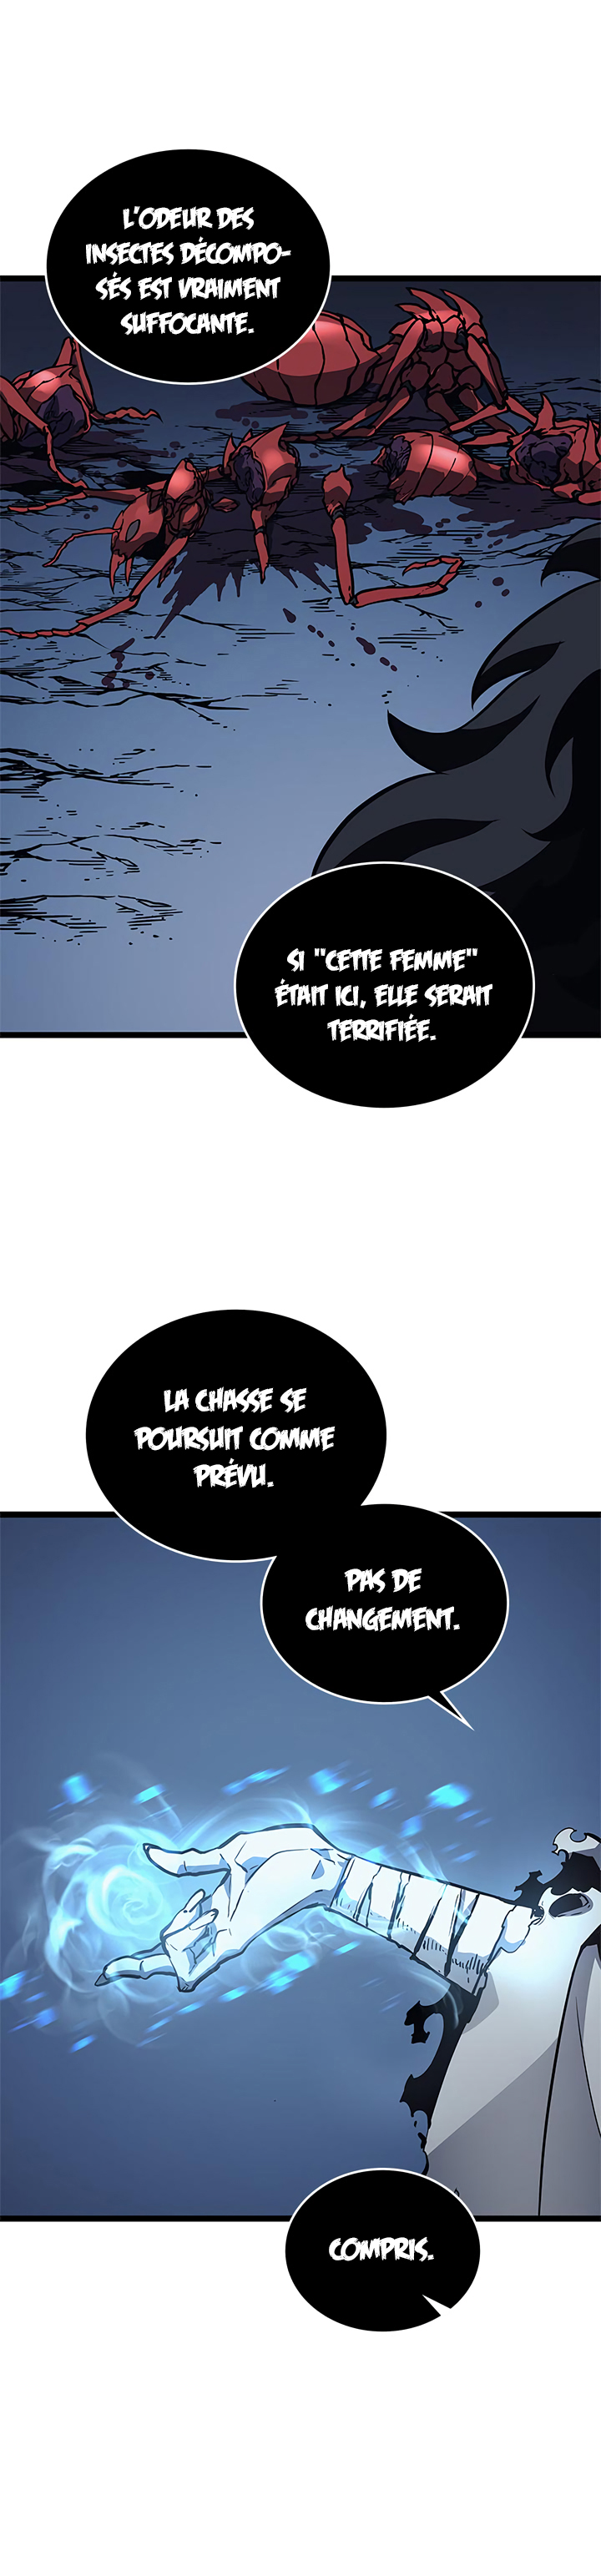 L'ODEUR DES
INSECTES DÉCOMPO-
SÉS EST VRAIMENT
SUFFOCANTE.
SI "CETTE FEMME"
ÉTAIT ICI, ELLE SERAIT
TERRIFIÉE.
LA CHASSE SE
POURSUIT COMME
PRÉVU.
PAS DE
CHANGEMENT.
COMPRIS.